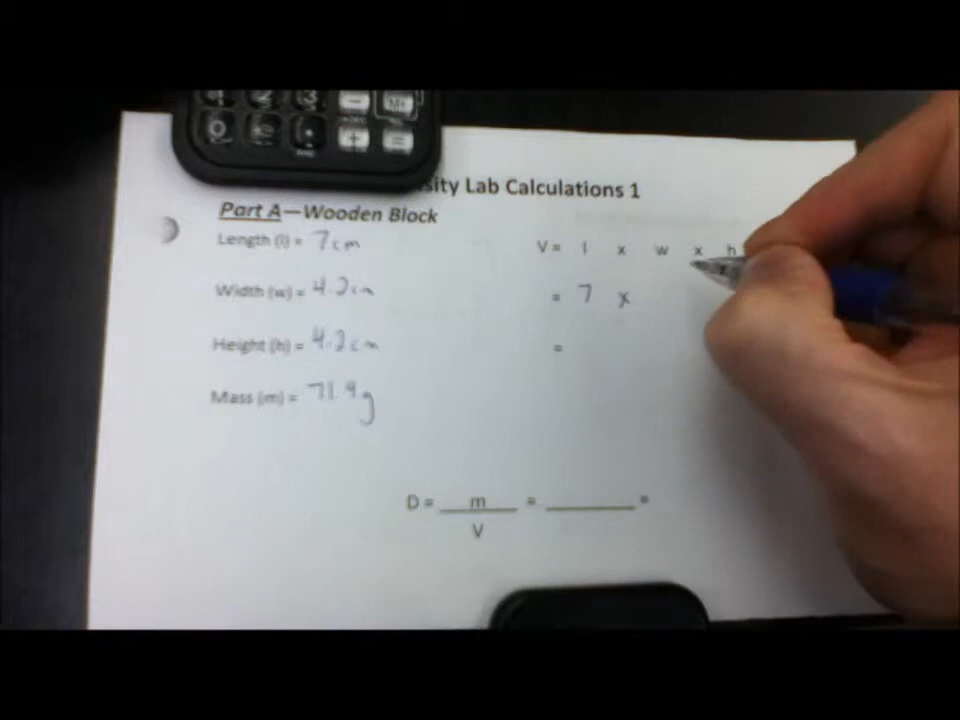 sity Lab Calculations 1
Part A—Wooden Block
Length (l) = 7cm
V = l x w x h
Width (w) = 4.2cm
= 7 x
Height (h) = 4.2cm
=
Mass (m) = 71.9g
D = m = ______ =
V
0
+
=
−
M+